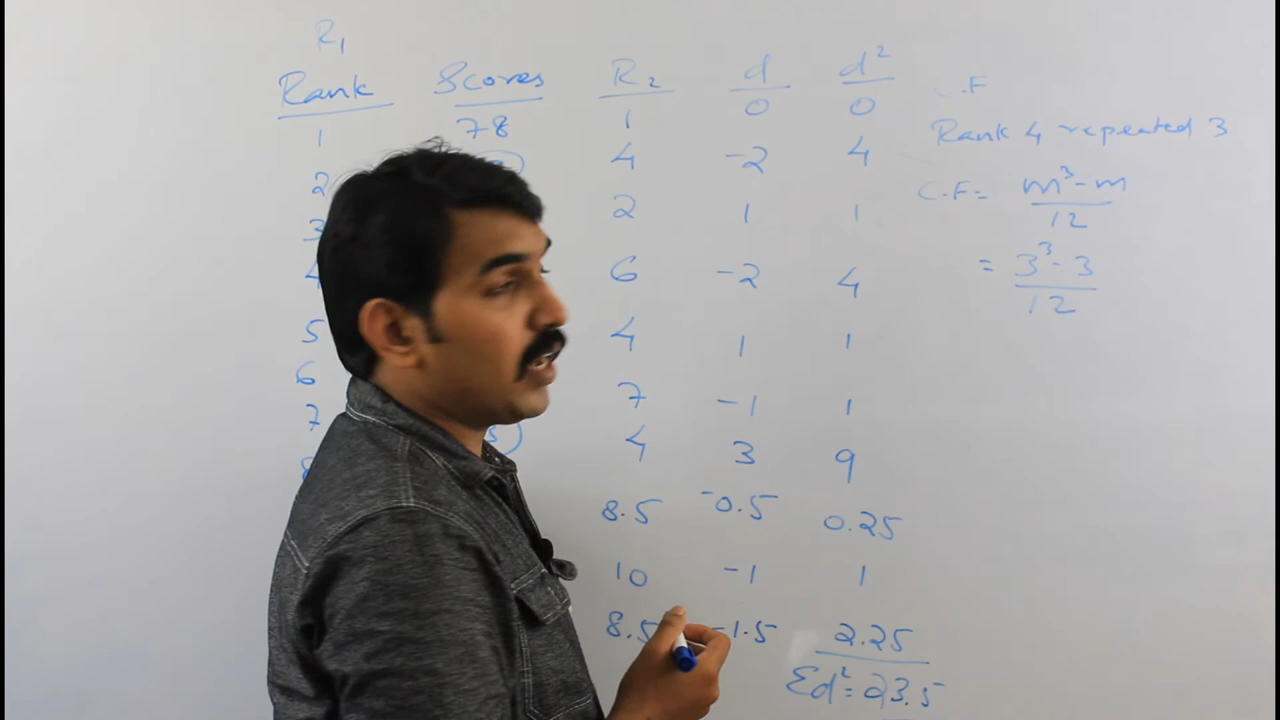 R₁
Rank Scores R₂ d d² C.F
1 78 1 0 0
Rank 4 repeated 3
2 4 -2 4
C.F = m³-m / 12
3 2 1 1
= 3³-3 / 12
4 6 -2 4
5 4 1 1
6 7 -1 1
7 4 3 9
8.5 -0.5 0.25
10 -1 1
8.5 -1.5 2.25
Σd² = 23.5